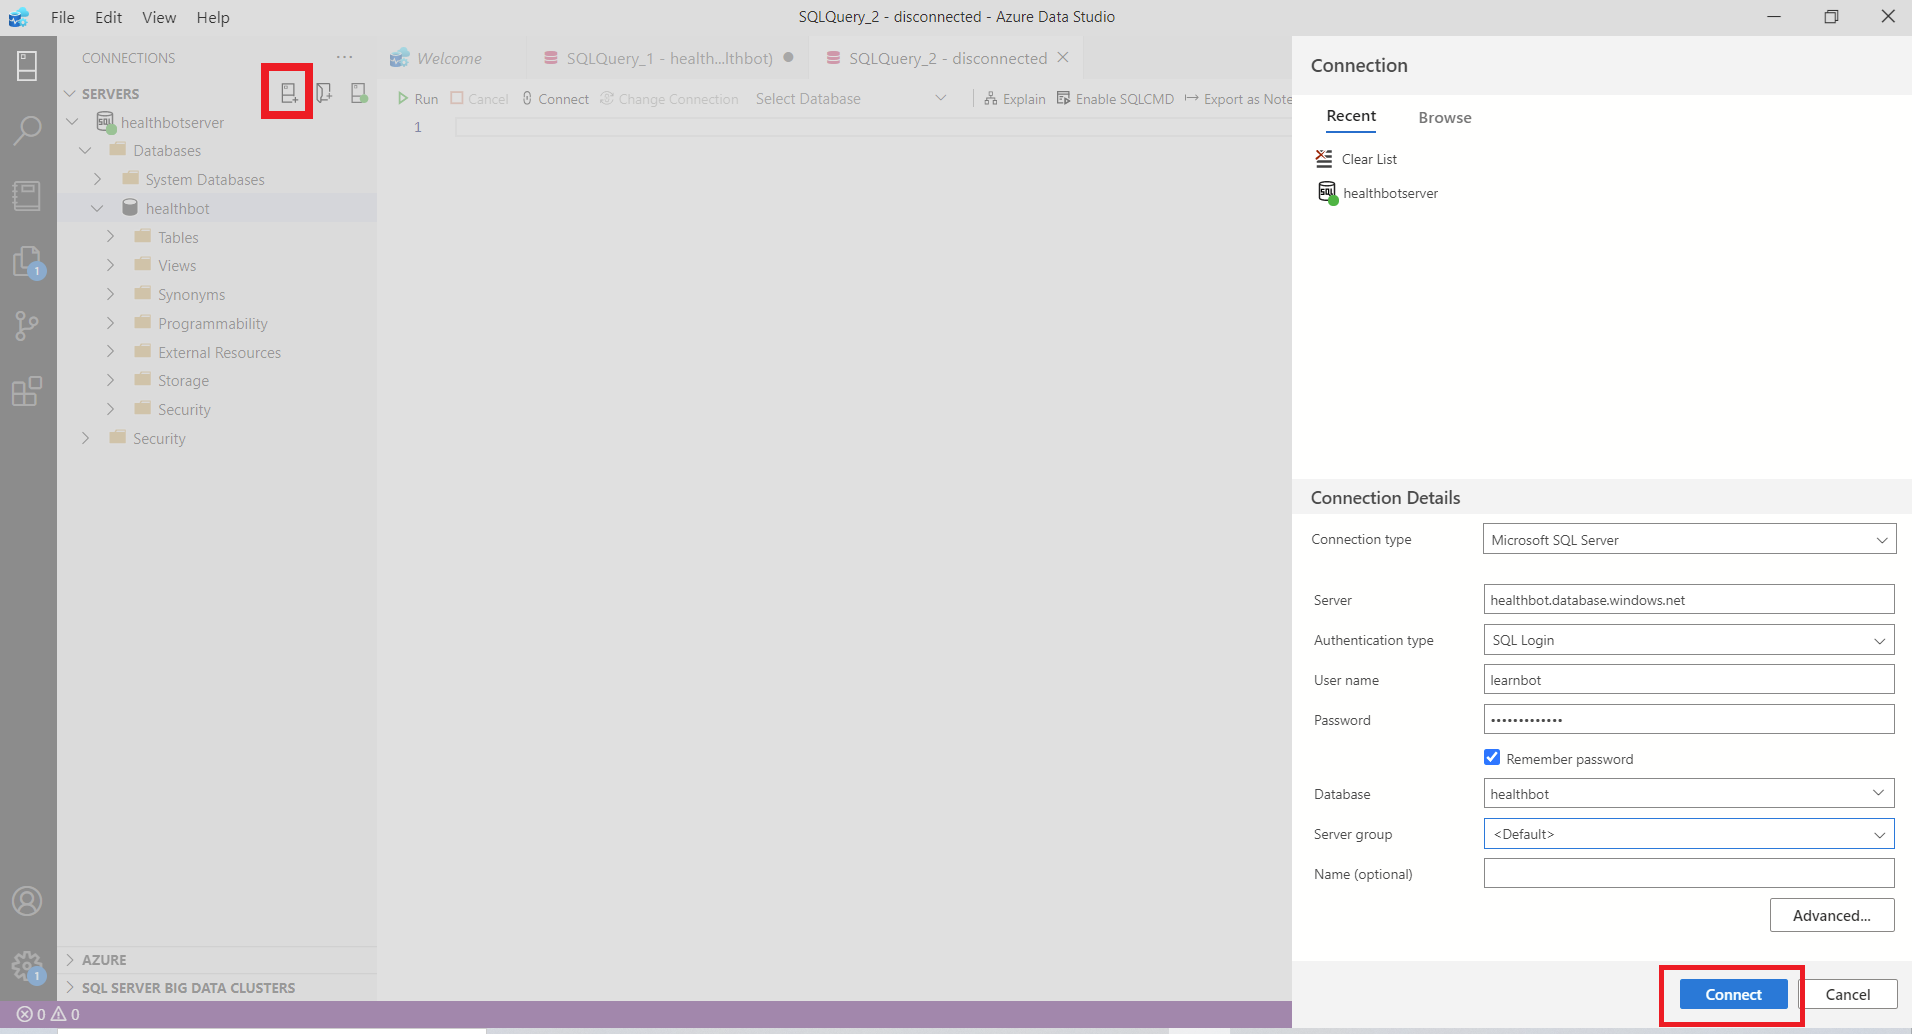 File Edit View Help
SQLQuery_2 - disconnected - Azure Data Studio
CONNECTIONS
SERVERS
healthbotserver
Databases
System Databases
healthbot
Tables
Views
Synonyms
Programmability
External Resources
Storage
Security
Security
AZURE
SQL SERVER BIG DATA CLUSTERS
1
1
0 0
Welcome
SQLQuery_1 - health...lthbot)
SQLQuery_2 - disconnected
Run Cancel Connect Change Connection Select Database Explain Enable SQLCMD Export as Note
1
Connection
Recent Browse
Clear List
healthbotserver
Connection Details
Connection type Microsoft SQL Server
Server healthbot.database.windows.net
Authentication type SQL Login
User name learnbot
Password •••••••••••••
Remember password
Database healthbot
Server group <Default>
Name (optional)
Advanced...
Connect Cancel